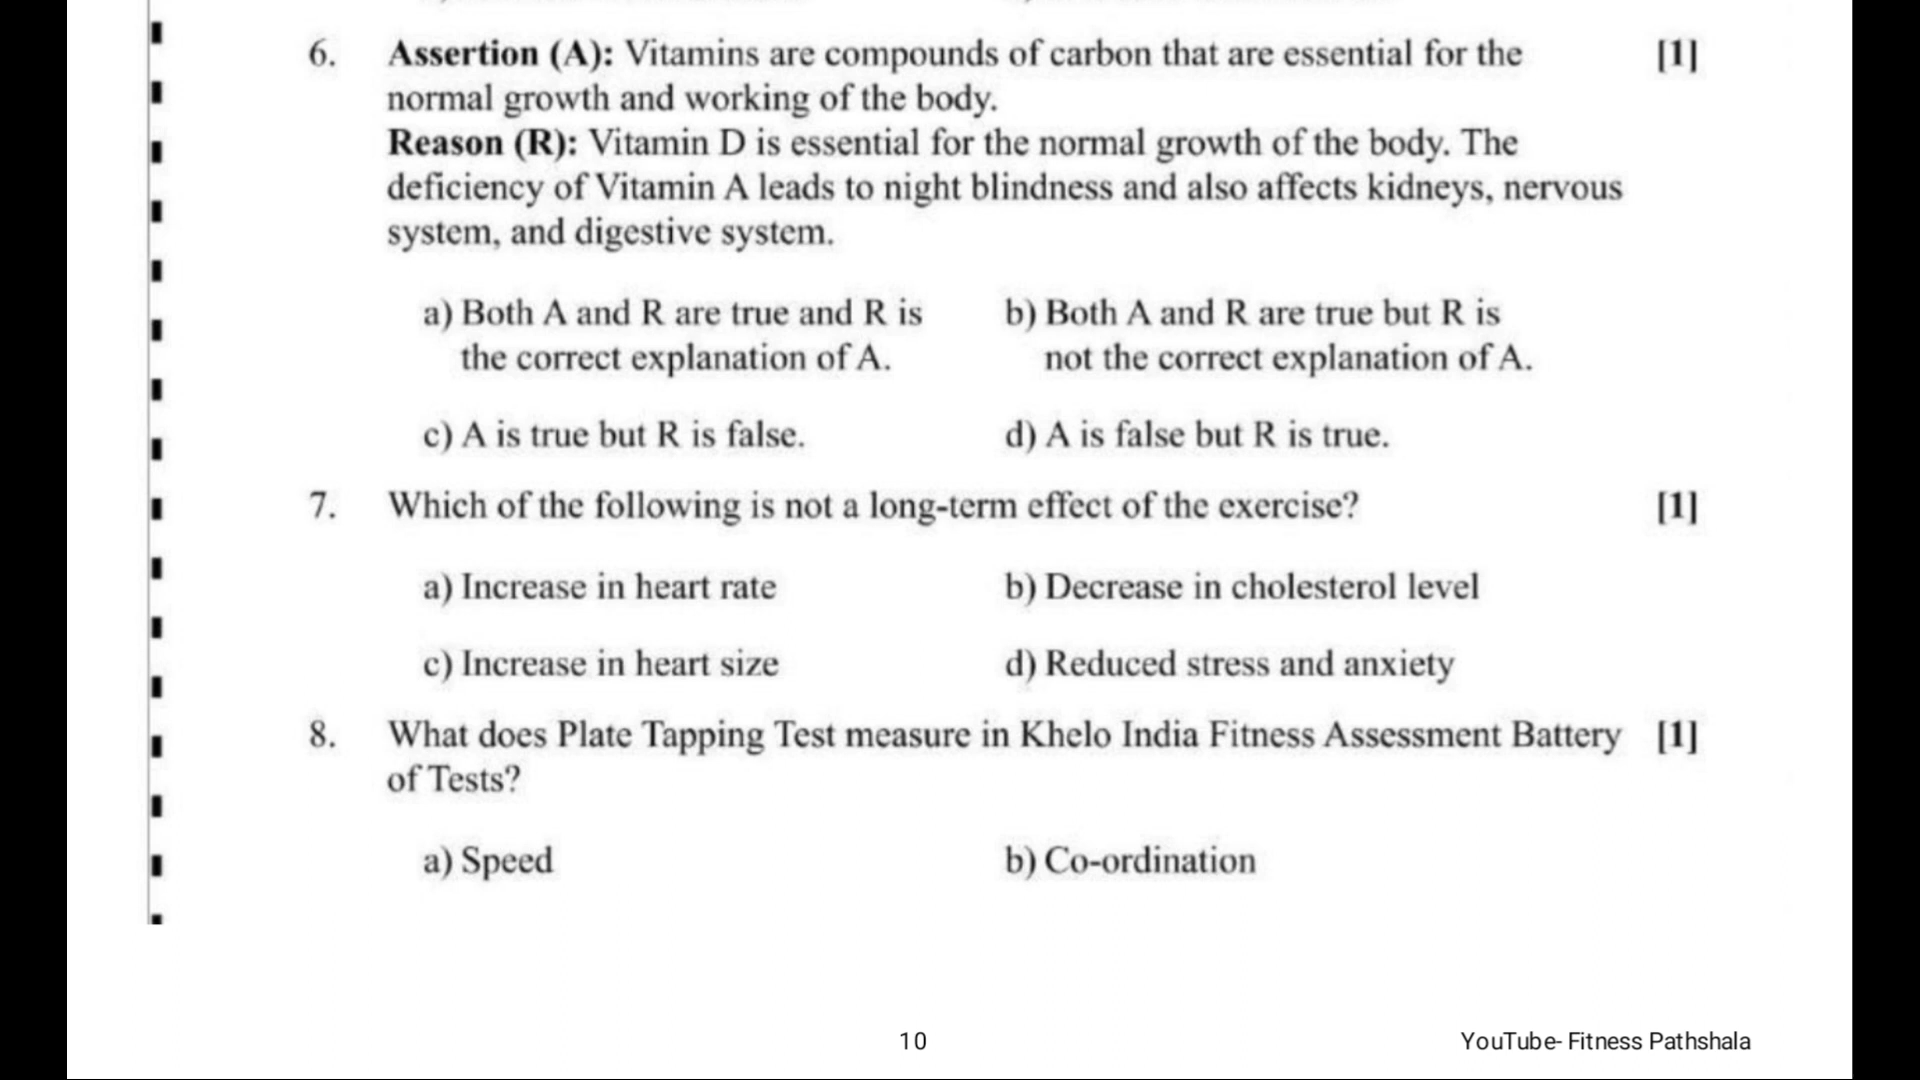 6. Assertion (A): Vitamins are compounds of carbon that are essential for the [1]
normal growth and working of the body.
Reason (R): Vitamin D is essential for the normal growth of the body. The
deficiency of Vitamin A leads to night blindness and also affects kidneys, nervous
system, and digestive system.
a) Both A and R are true and R is b) Both A and R are true but R is
the correct explanation of A. not the correct explanation of A.
c) A is true but R is false. d) A is false but R is true.
7. Which of the following is not a long-term effect of the exercise? [1]
a) Increase in heart rate b) Decrease in cholesterol level
c) Increase in heart size d) Reduced stress and anxiety
8. What does Plate Tapping Test measure in Khelo India Fitness Assessment Battery [1]
of Tests?
a) Speed b) Co-ordination
10 YouTube- Fitness Pathshala